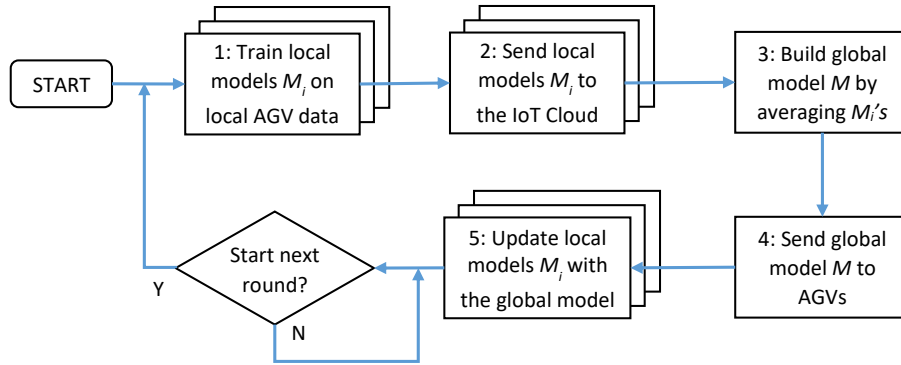 START
1: Train local
models Mᵢ on
local AGV data
2: Send local
models Mᵢ to
the IoT Cloud
3: Build global
model M by
averaging Mᵢ's
4: Send global
model M to
AGVs
5: Update local
models Mᵢ with
the global model
Start next
round?
Y
N